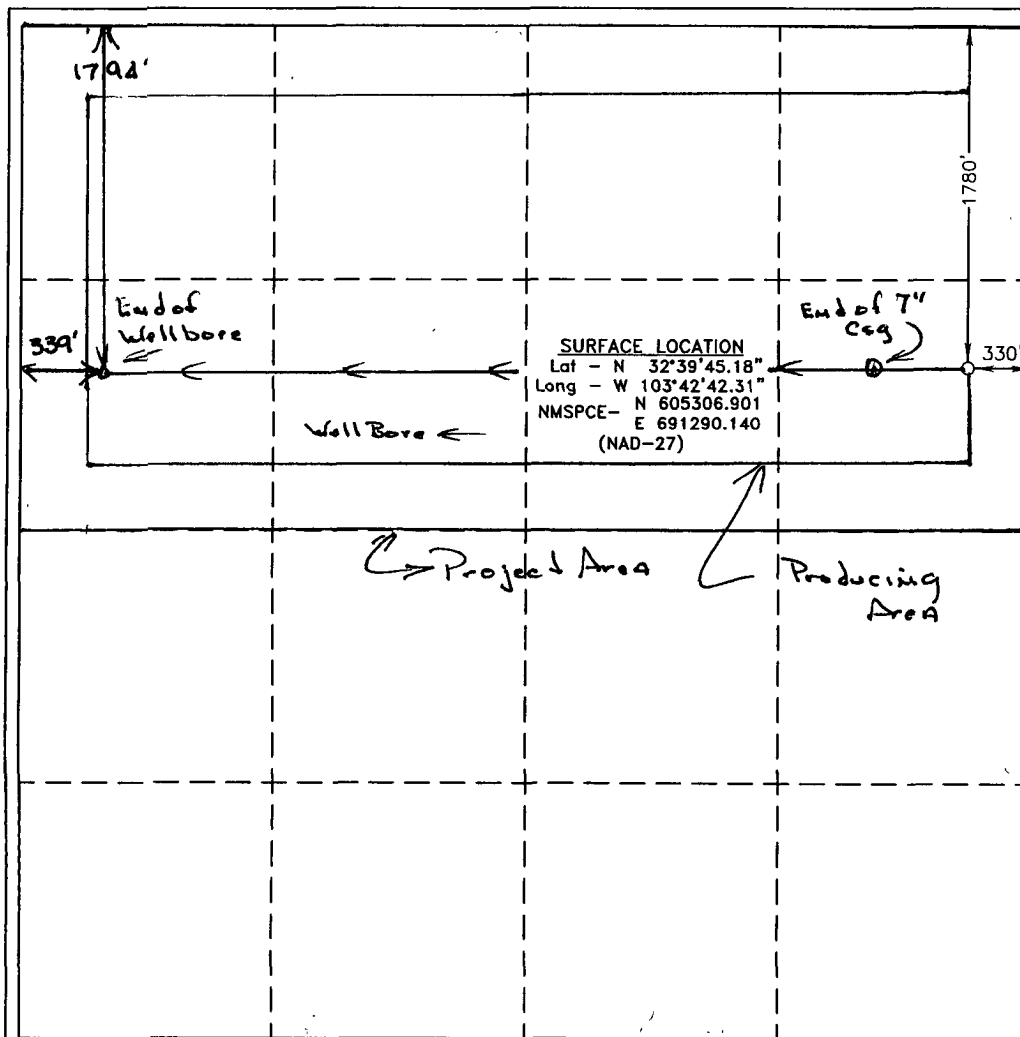 1794'
1780'
End of
Wellbore
339'
End of 7"
Csg
330'
SURFACE LOCATION
Lat - N 32°39'45.18"
Long - W 103°42'42.31"
NMSPCE- N 605306.901
E 691290.140
(NAD-27)
Well Bore
Project Area
Producing
Area